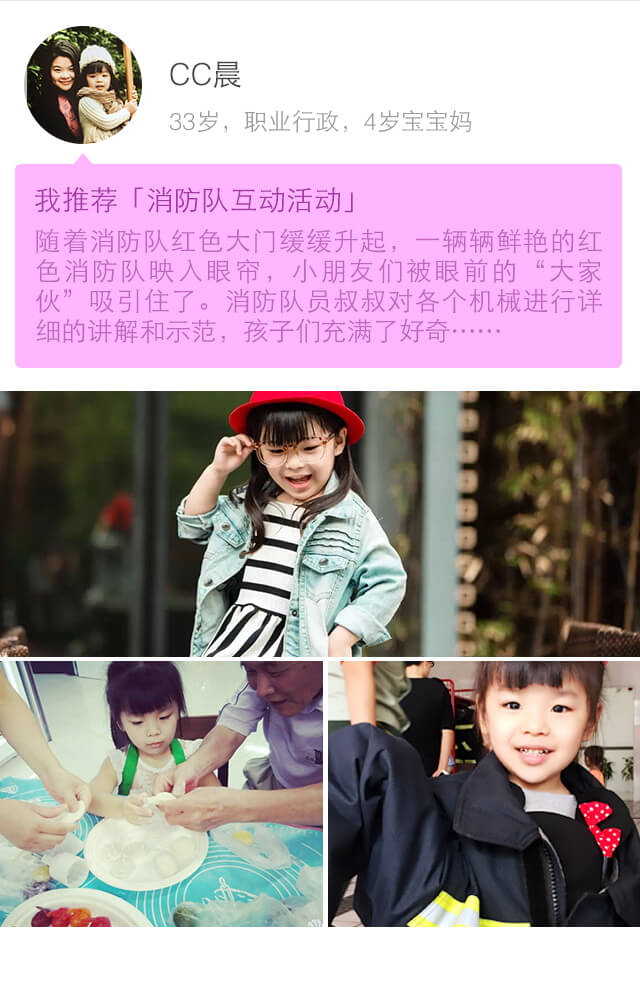 CC晨
33岁，职业行政，4岁宝宝妈
我推荐「消防队互动活动」
随着消防队红色大门缓缓升起，一辆辆鲜艳的红
色消防队映入眼帘，小朋友们被眼前的“大家
伙”吸引住了。消防队员叔叔对各个机械进行详
细的讲解和示范，孩子们充满了好奇……